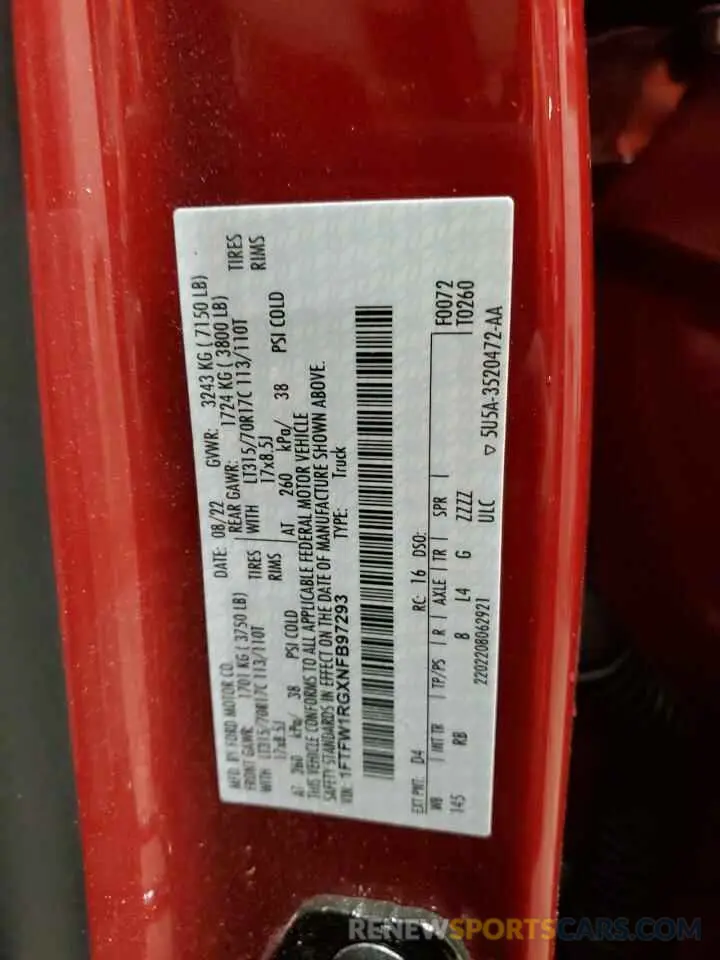 MFD. BY FORD MOTOR CO.
DATE: 08/22 GVWR: 3243 KG ( 7150 LB)
FRONT GAWR: 1701 KG ( 3750 LB)
REAR GAWR: 1724 KG ( 3800 LB)
WITH LT315/70R17C 113/110T TIRES
WITH LT315/70R17C 113/110T TIRES
17x8.5J RIMS
17x8.5J RIMS
AT 260 kPa/ 38 PSI COLD
AT 260 kPa/ 38 PSI COLD
THIS VEHICLE CONFORMS TO ALL APPLICABLE FEDERAL MOTOR VEHICLE
SAFETY STANDARDS IN EFFECT ON THE DATE OF MANUFACTURE SHOWN ABOVE.
VIN: 1FTFW1RGXNFB97293 TYPE: Truck
EXT PNT: D4 RC: 16 DSO: F0072
WB INT TR TP/PS R AXLE TR SPR T0260
145 RB B L4 G ZZZZ
2202208062921 ULC
▽ 5U5A-3520472-AA
RENEWSPORTSCARS.COM